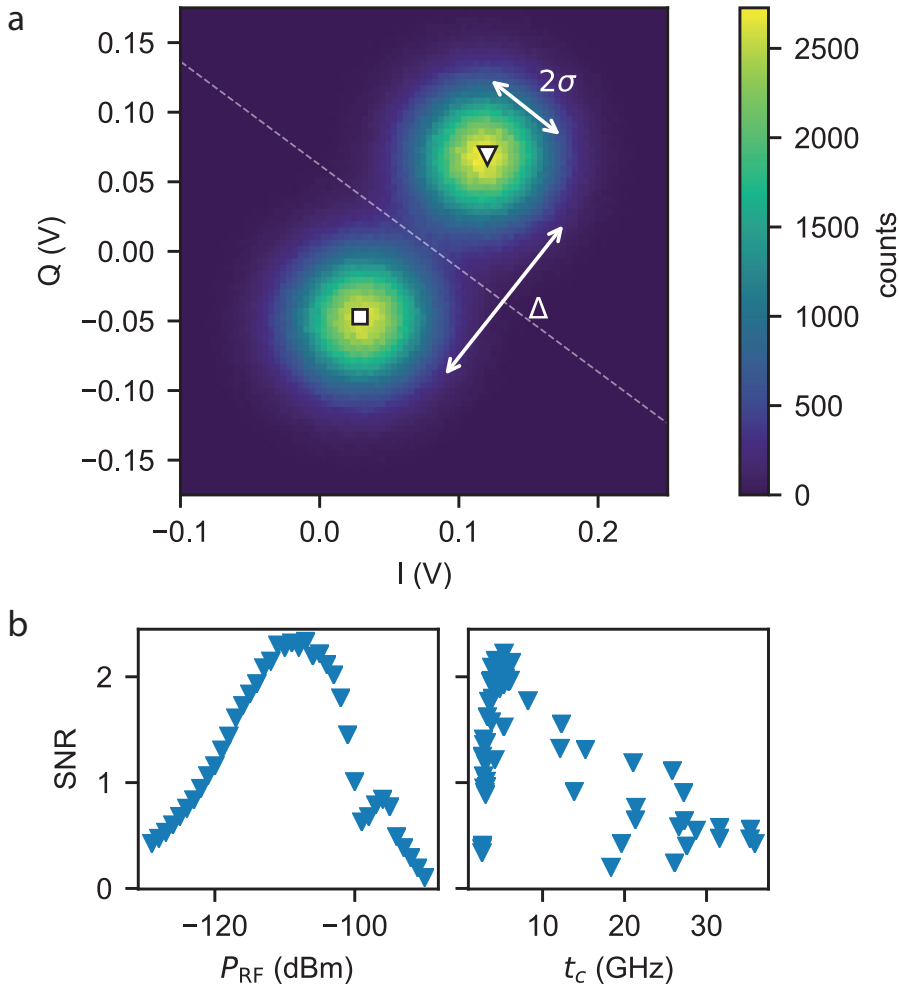 a
0.15
0.10
0.05
0.00
−0.05
−0.10
−0.15
Q (V)
−0.1
0.0
0.1
0.2
I (V)
2σ
Δ
2500
2000
1500
1000
500
0
counts
b
2
1
0
SNR
−120
−100
P_RF (dBm)
10
20
30
t_c (GHz)